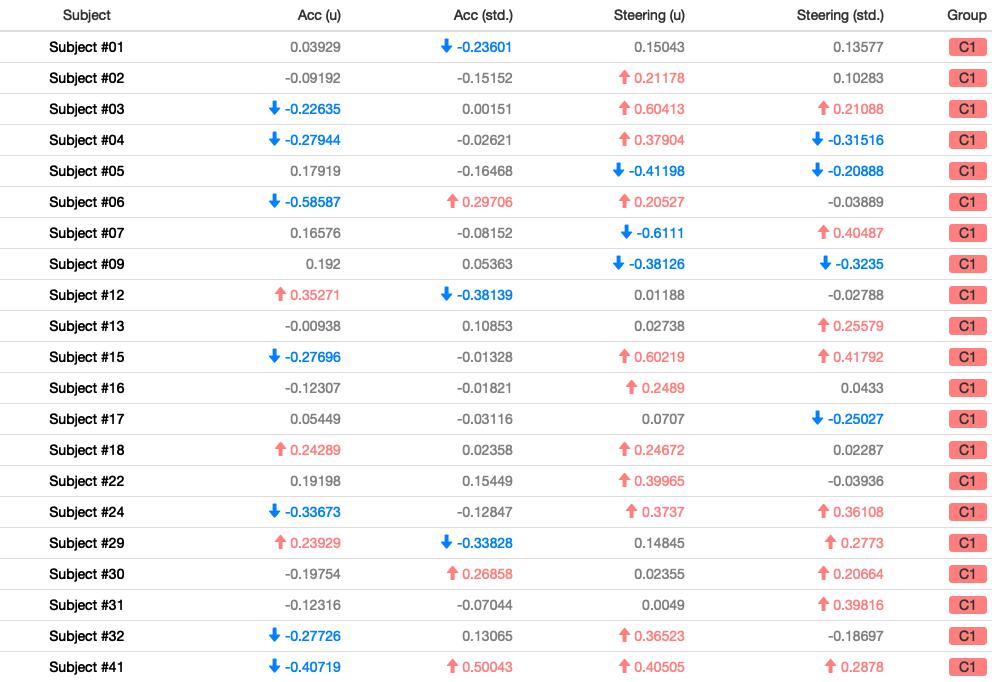 Subject Acc (u) Acc (std.) Steering (u) Steering (std.) Group
Subject #01 0.03929 -0.23601 0.15043 0.13577 C1
Subject #02 -0.09192 -0.15152 0.21178 0.10283 C1
Subject #03 -0.22635 0.00151 0.60413 0.21088 C1
Subject #04 -0.27944 -0.02621 0.37904 -0.31516 C1
Subject #05 0.17919 -0.16468 -0.41198 -0.20888 C1
Subject #06 -0.58587 0.29706 0.20527 -0.03889 C1
Subject #07 0.16576 -0.08152 -0.6111 0.40487 C1
Subject #09 0.192 0.05363 -0.38126 -0.3235 C1
Subject #12 0.35271 -0.38139 0.01188 -0.02788 C1
Subject #13 -0.00938 0.10853 0.02738 0.25579 C1
Subject #15 -0.27696 -0.01328 0.60219 0.41792 C1
Subject #16 -0.12307 -0.01821 0.2489 0.0433 C1
Subject #17 0.05449 -0.03116 0.0707 -0.25027 C1
Subject #18 0.24289 0.02358 0.24672 0.02287 C1
Subject #22 0.19198 0.15449 0.39965 -0.03936 C1
Subject #24 -0.33673 -0.12847 0.3737 0.36108 C1
Subject #29 0.23929 -0.33828 0.14845 0.2773 C1
Subject #30 -0.19754 0.26858 0.02355 0.20664 C1
Subject #31 -0.12316 -0.07044 0.0049 0.39816 C1
Subject #32 -0.27726 0.13065 0.36523 -0.18697 C1
Subject #41 -0.40719 0.50043 0.40505 0.2878 C1